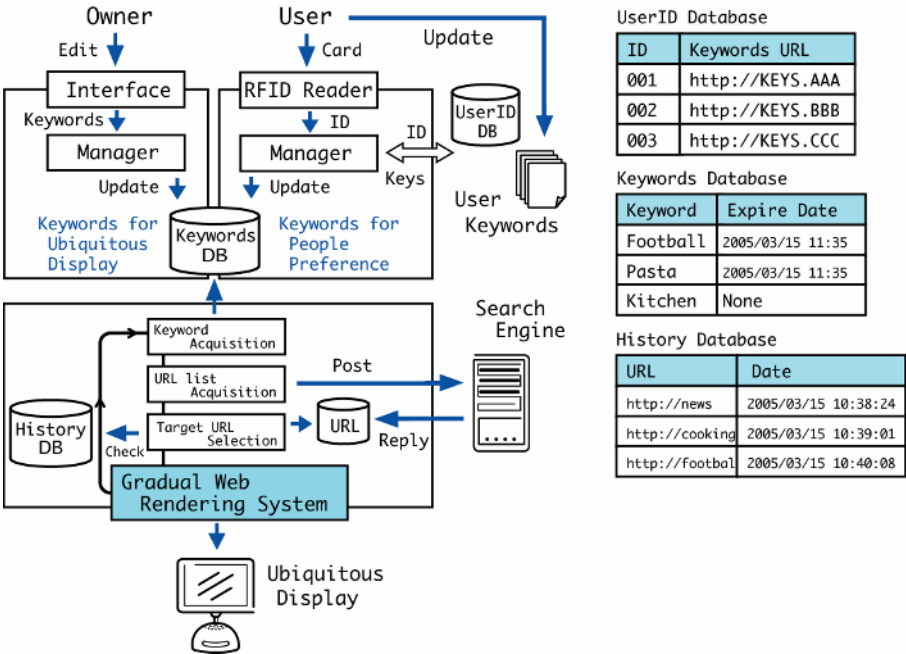 Owner
User
Edit
Card
Update
Interface
RFID Reader
Keywords
ID
Manager
Manager
ID
Keys
UserID
DB
Update
Update
User
Keywords
Keywords for
Ubiquitous
Display
Keywords
DB
Keywords for
People
Preference
Keyword
Acquisition
URL list
Acquisition
Target URL
Selection
History
DB
Check
URL
Post
Reply
Search
Engine
Gradual Web
Rendering System
Ubiquitous
Display
UserID Database
ID Keywords URL
001 http://KEYS.AAA
002 http://KEYS.BBB
003 http://KEYS.CCC
Keywords Database
Keyword Expire Date
Football 2005/03/15 11:35
Pasta 2005/03/15 11:35
Kitchen None
History Database
URL Date
http://news 2005/03/15 10:38:24
http://cooking 2005/03/15 10:39:01
http://footbal 2005/03/15 10:40:08